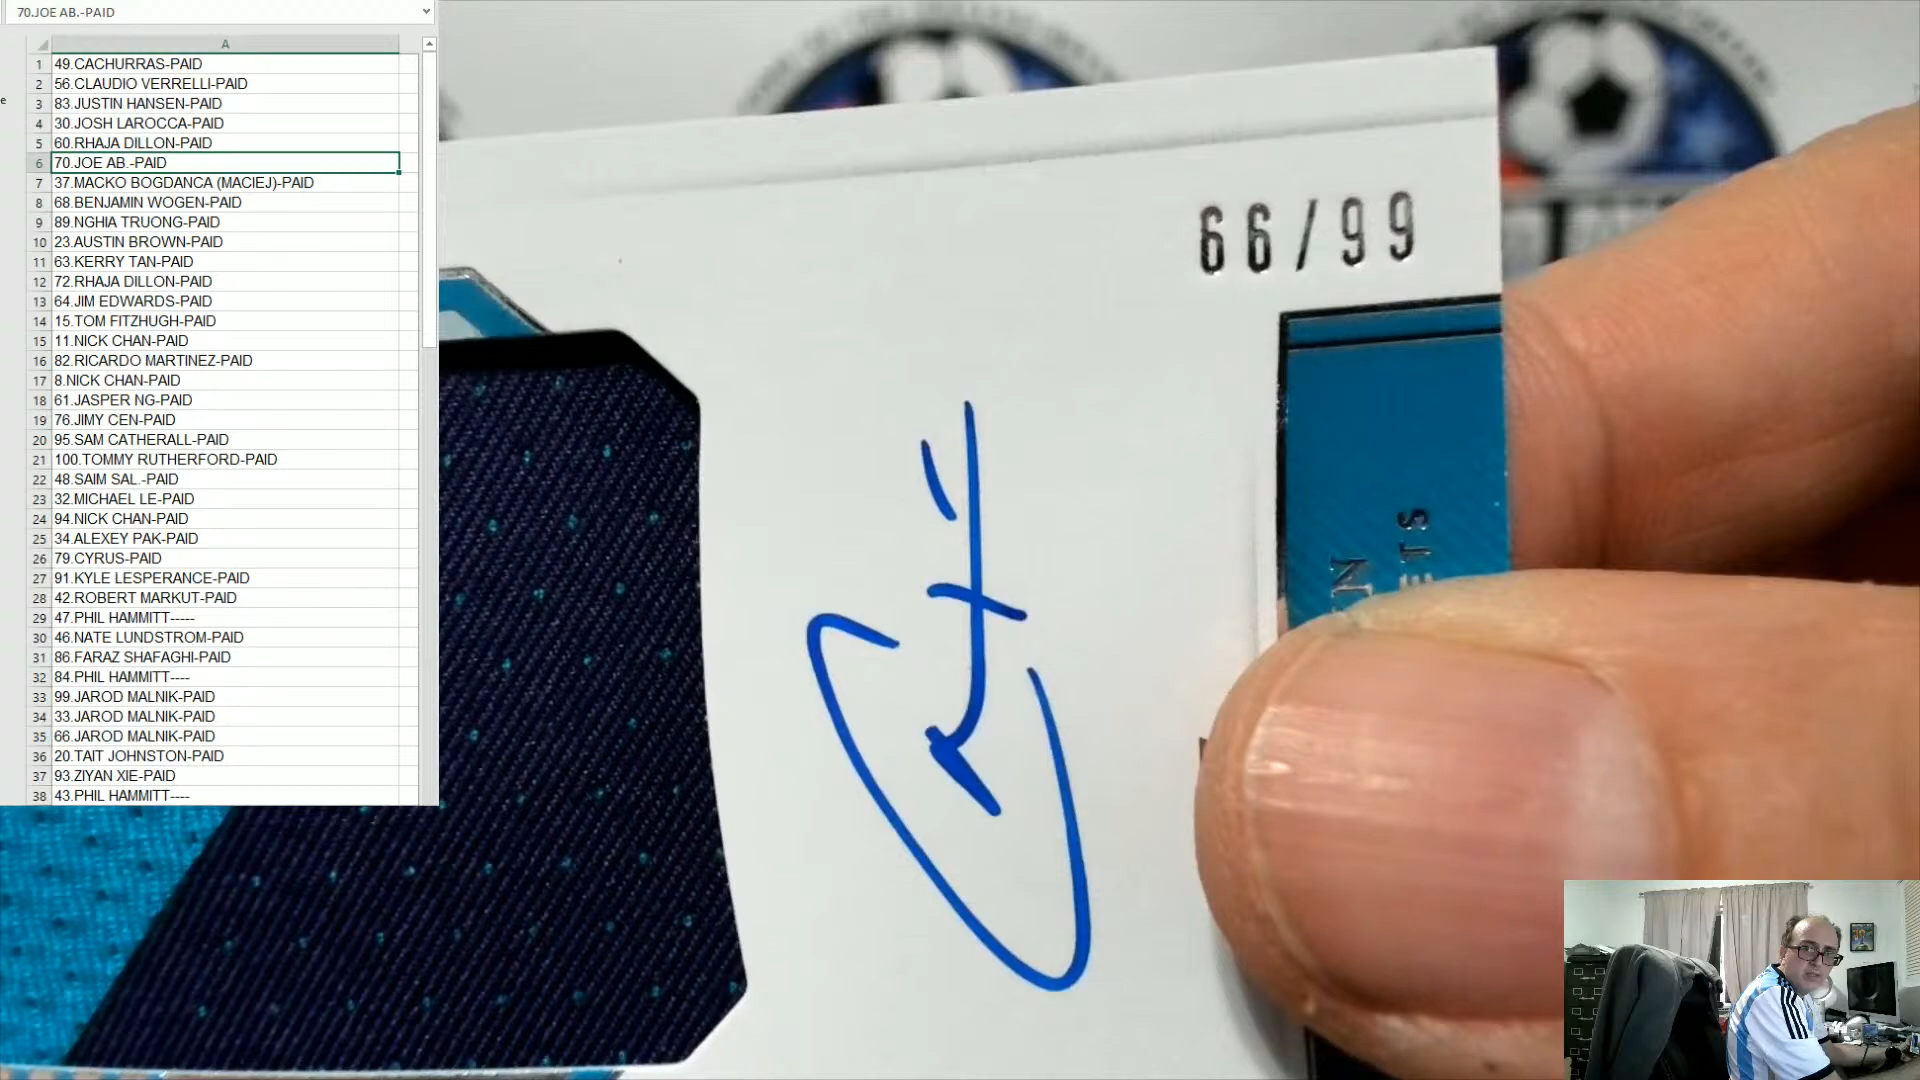 70.JOE AB.-PAID
A
e
1 49.CACHURRAS-PAID
2 56.CLAUDIO VERRELLI-PAID
3 83.JUSTIN HANSEN-PAID
4 30.JOSH LAROCCA-PAID
5 60.RHAJA DILLON-PAID
6 70.JOE AB.-PAID
7 37.MACKO BOGDANCA (MACIEJ)-PAID
8 68.BENJAMIN WOGEN-PAID
9 89.NGHIA TRUONG-PAID
10 23.AUSTIN BROWN-PAID
11 63.KERRY TAN-PAID
12 72.RHAJA DILLON-PAID
13 64.JIM EDWARDS-PAID
14 15.TOM FITZHUGH-PAID
15 11.NICK CHAN-PAID
16 82.RICARDO MARTINEZ-PAID
17 8.NICK CHAN-PAID
18 61.JASPER NG-PAID
19 76.JIMY CEN-PAID
20 95.SAM CATHERALL-PAID
21 100.TOMMY RUTHERFORD-PAID
22 48.SAIM SAL.-PAID
23 32.MICHAEL LE-PAID
24 94.NICK CHAN-PAID
25 34.ALEXEY PAK-PAID
26 79.CYRUS-PAID
27 91.KYLE LESPERANCE-PAID
28 42.ROBERT MARKUT-PAID
29 47.PHIL HAMMITT-----
30 46.NATE LUNDSTROM-PAID
31 86.FARAZ SHAFAGHI-PAID
32 84.PHIL HAMMITT----
33 99.JAROD MALNIK-PAID
34 33.JAROD MALNIK-PAID
35 66.JAROD MALNIK-PAID
36 20.TAIT JOHNSTON-PAID
37 93.ZIYAN XIE-PAID
38 43.PHIL HAMMITT----
66/99